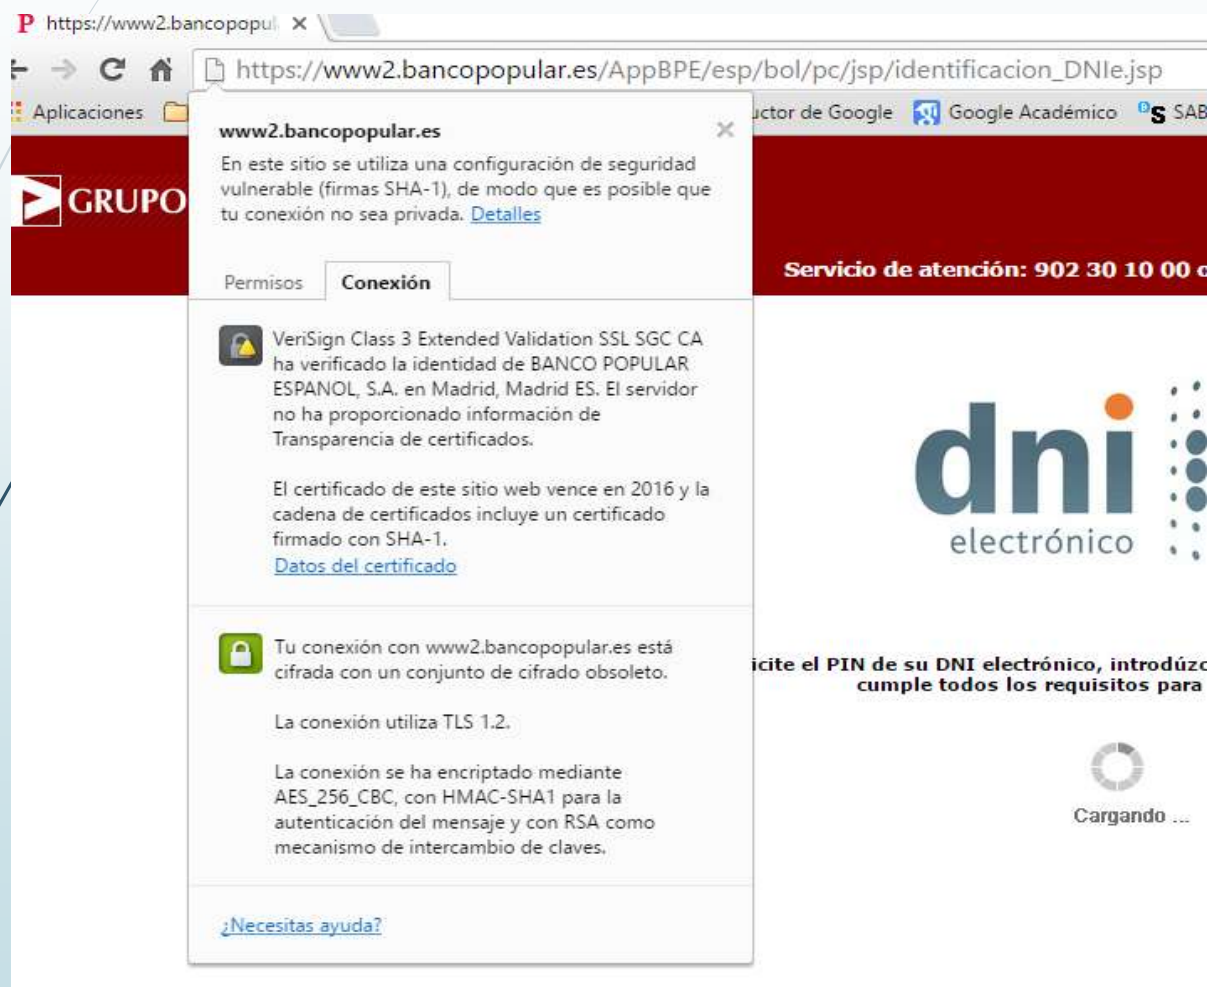 P https://www2.bancopopul
https://www2.bancopopular.es/AppBPE/esp/bol/pc/jsp/identificacion_DNIe.jsp
Aplicaciones
uctor de Google Google Académico SAB
www2.bancopopular.es
En este sitio se utiliza una configuración de seguridad
vulnerable (firmas SHA-1), de modo que es posible que
tu conexión no sea privada. Detalles
GRUPO
Servicio de atención: 902 30 10 00 o
Permisos Conexión
VeriSign Class 3 Extended Validation SSL SGC CA
ha verificado la identidad de BANCO POPULAR
ESPANOL, S.A. en Madrid, Madrid ES. El servidor
no ha proporcionado información de
Transparencia de certificados.
El certificado de este sitio web vence en 2016 y la
cadena de certificados incluye un certificado
firmado con SHA-1.
Datos del certificado
dni
electrónico
Tu conexión con www2.bancopopular.es está
cifrada con un conjunto de cifrado obsoleto.
La conexión utiliza TLS 1.2.
La conexión se ha encriptado mediante
AES_256_CBC, con HMAC-SHA1 para la
autenticación del mensaje y con RSA como
mecanismo de intercambio de claves.
¿Necesitas ayuda?
icite el PIN de su DNI electrónico, introdúzc
cumple todos los requisitos para
Cargando ...